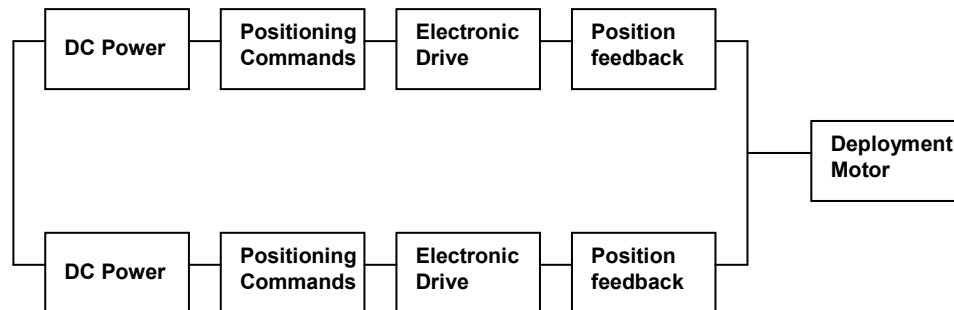 DC Power
Positioning
Commands
Electronic
Drive
Position
feedback
Deployment
Motor
DC Power
Positioning
Commands
Electronic
Drive
Position
feedback